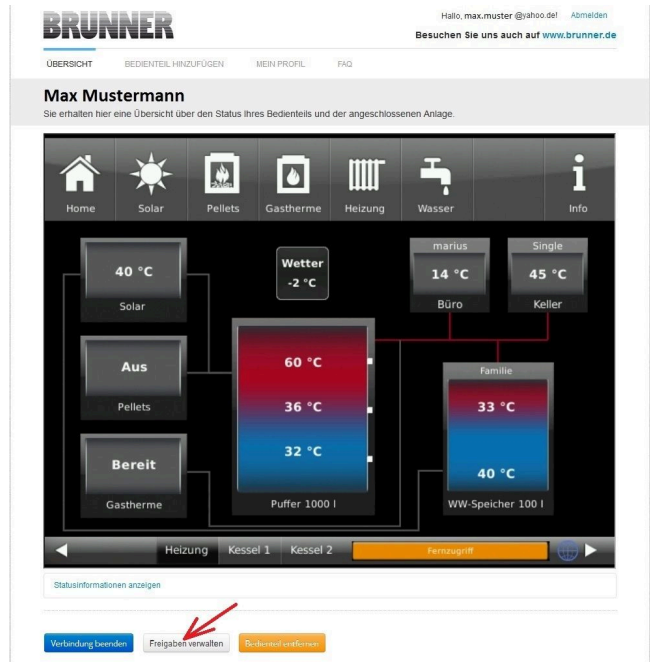 BRUNNER
Hallo, max.muster @yahoo.de! Abmelden
Besuchen Sie uns auch auf www.brunner.de
ÜBERSICHT BEDIENTEIL HINZUFÜGEN MEIN PROFIL FAQ
Max Mustermann
Sie erhalten hier eine Übersicht über den Status Ihres Bedienteils und der angeschlossenen Anlage.
Home Solar Pellets Gastherme Heizung Wasser Info
marius Single
40 °C Wetter 14 °C 45 °C
-2 °C
Solar Büro Keller
60 °C
Aus Familie
Pellets 36 °C 33 °C
32 °C
Bereit 40 °C
Gastherme Puffer 1000 l WW-Speicher 100 l
Heizung Kessel 1 Kessel 2 Fernzugriff
Statusinformationen anzeigen
Verbindung beenden Freigaben verwalten Bedienteil entfernen